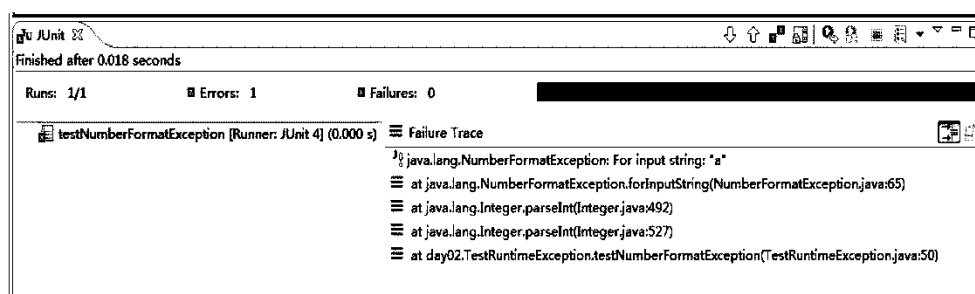 JUnit
Finished after 0.018 seconds
Runs: 1/1 Errors: 1 Failures: 0
testNumberFormatException [Runner: JUnit 4] (0.000 s)
Failure Trace
java.lang.NumberFormatException: For input string: "a"
at java.lang.NumberFormatException.forInputString(NumberFormatException.java:65)
at java.lang.Integer.parseInt(Integer.java:492)
at java.lang.Integer.parseInt(Integer.java:527)
at day02.TestRuntimeException.testNumberFormatException(TestRuntimeException.java:50)